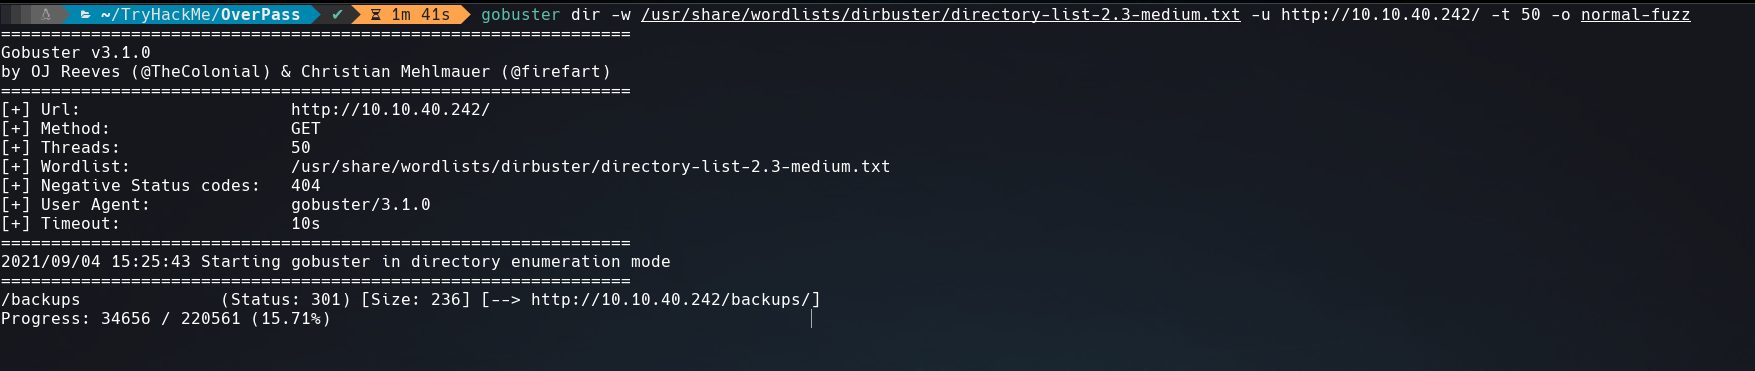 ~/TryHackMe/OverPass ✔ 1m 41s gobuster dir -w /usr/share/wordlists/dirbuster/directory-list-2.3-medium.txt -u http://10.10.40.242/ -t 50 -o normal-fuzz
===============================================================
Gobuster v3.1.0
by OJ Reeves (@TheColonial) & Christian Mehlmauer (@firefart)
===============================================================
[+] Url:                     http://10.10.40.242/
[+] Method:                  GET
[+] Threads:                 50
[+] Wordlist:                /usr/share/wordlists/dirbuster/directory-list-2.3-medium.txt
[+] Negative Status codes:   404
[+] User Agent:              gobuster/3.1.0
[+] Timeout:                 10s
===============================================================
2021/09/04 15:25:43 Starting gobuster in directory enumeration mode
===============================================================
/backups              (Status: 301) [Size: 236] [--> http://10.10.40.242/backups/]
Progress: 34656 / 220561 (15.71%)